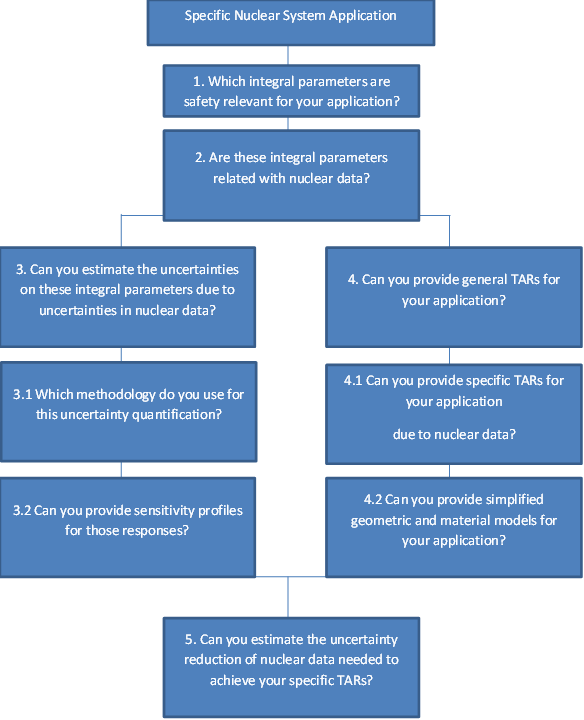 Specific Nuclear System Application
1. Which integral parameters are
safety relevant for your application?
2. Are these integral parameters
related with nuclear data?
3. Can you estimate the uncertainties
on these integral parameters due to
uncertainties in nuclear data?
3.1 Which methodology do you use for
this uncertainty quantification?
3.2 Can you provide sensitivity profiles
for those responses?
4. Can you provide general TARs for
your application?
4.1 Can you provide specific TARs for
your application
due to nuclear data?
4.2 Can you provide simplified
geometric and material models for
your application?
5. Can you estimate the uncertainty
reduction of nuclear data needed to
achieve your specific TARs?